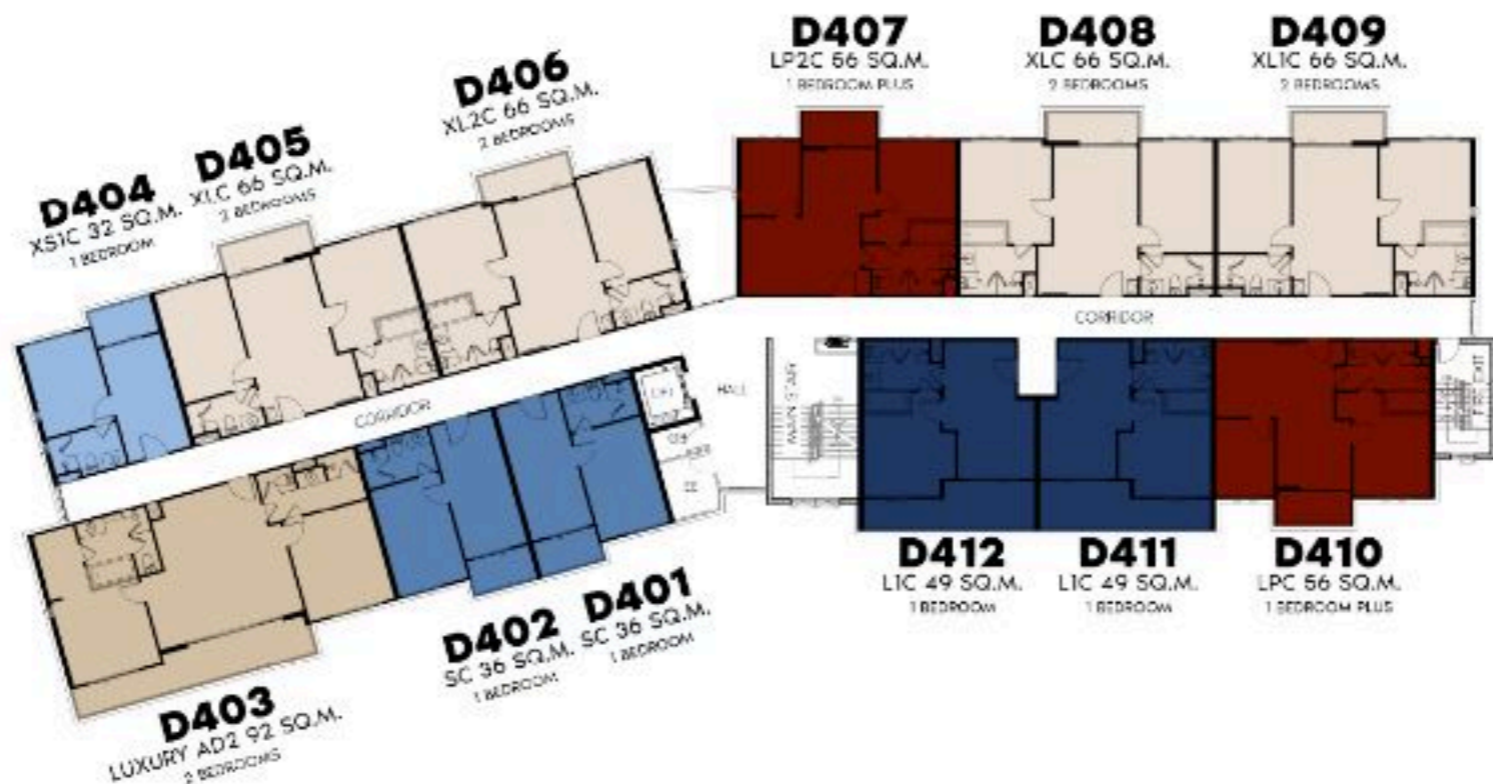 D407
LP2C 56 SQ.M.
1 BEDROOM PLUS
D408
XLC 66 SQ.M.
2 BEDROOMS
D409
XL1C 66 SQ.M.
2 BEDROOMS
D406
XL2C 66 SQ.M.
2 BEDROOMS
D405
XLC 66 SQ.M.
2 BEDROOMS
D404
XS1C 32 SQ.M.
1 BEDROOM
CORRIDOR
CORRIDOR
HALL
MAIN STAIR
FIRE EXIT
D412
L1C 49 SQ.M.
1 BEDROOM
D411
L1C 49 SQ.M.
1 BEDROOM
D410
LPC 56 SQ.M.
1 BEDROOM PLUS
D401
SC 36 SQ.M.
1 BEDROOM
D402
SC 36 SQ.M.
1 BEDROOM
D403
LUXURY AD2 92 SQ.M.
2 BEDROOMS